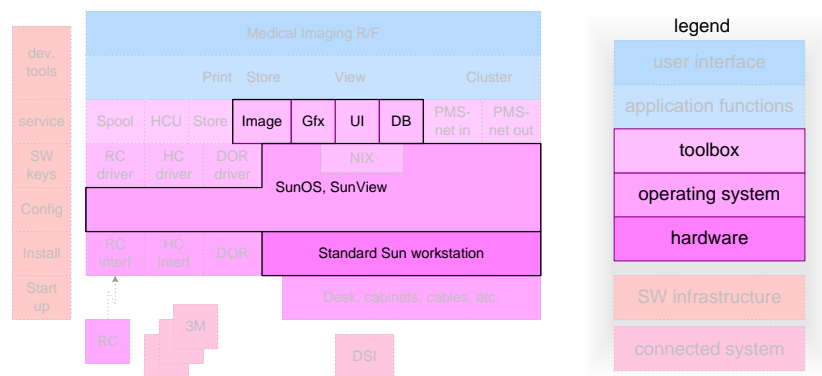 Medical Imaging R/F
dev.
tools
Print Store View Cluster
service
Spool HCU Store Image Gfx UI DB PMS-
net in PMS-
net out
SW
keys
RC
driver
HC
driver
DOR
driver
NIX
SunOS, SunView
Config
Install
RC
interf
HC
interf
DOR
Standard Sun workstation
Start
up
Desk, cabinets, cables, etc.
RC
3M
DSI
legend
user interface
application functions
toolbox
operating system
hardware
SW infrastructure
connected system